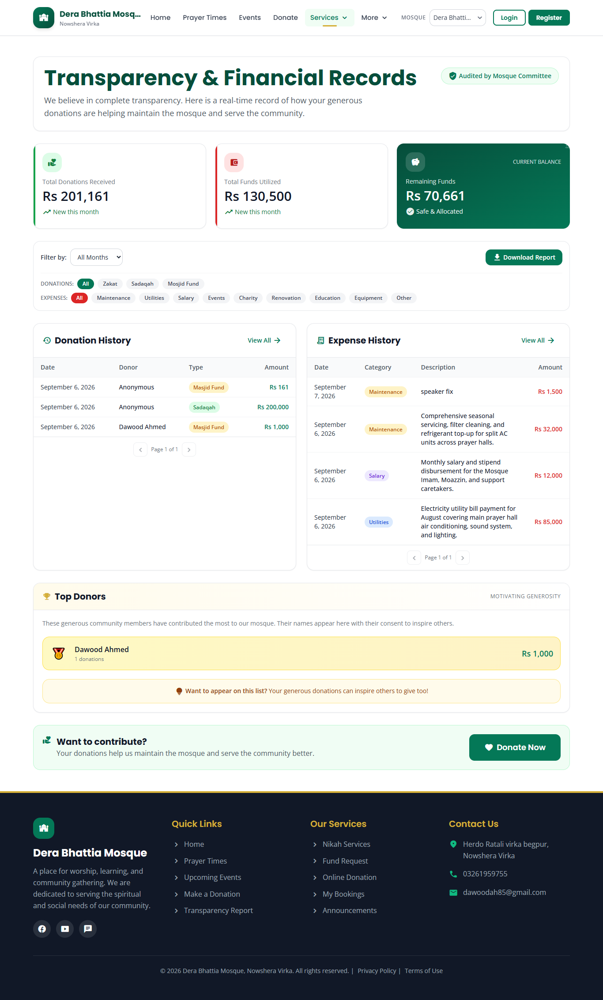 Dera Bhattia Mosq...
Nowshera Virka
Home
Prayer Times
Events
Donate
Services
More
MOSQUE
Dera Bhatti...
Login
Register
Transparency & Financial Records
Audited by Mosque Committee
We believe in complete transparency. Here is a real-time record of how your generous
donations are helping maintain the mosque and serve the community.
Total Donations Received
Rs 201,161
New this month
Total Funds Utilized
Rs 130,500
New this month
CURRENT BALANCE
Remaining Funds
Rs 70,661
Safe & Allocated
Filter by:
All Months
Download Report
DONATIONS: All Zakat Sadaqah Mosjid Fund
EXPENSES: All Maintenance Utilities Salary Events Charity Renovation Education Equipment Other
Donation History
View All
Date Donor Type Amount
September 6, 2026 Anonymous Masjid Fund Rs 161
September 6, 2026 Anonymous Sadaqah Rs 200,000
September 6, 2026 Dawood Ahmed Masjid Fund Rs 1,000
Page 1 of 1
Expense History
View All
Date Category Description Amount
September
7, 2026
Maintenance
speaker fix
Rs 1,500
September
6, 2026
Maintenance
Comprehensive seasonal
servicing, filter cleaning, and
refrigerant top-up for split AC
units across prayer halls.
Rs 32,000
September
6, 2026
Salary
Monthly salary and stipend
disbursement for the Mosque
Imam, Moazzin, and support
caretakers.
Rs 12,000
September
6, 2026
Utilities
Electricity utility bill payment for
August covering main prayer hall
air conditioning, sound system,
and lighting.
Rs 85,000
Page 1 of 1
Top Donors
MOTIVATING GENEROSITY
These generous community members have contributed the most to our mosque. Their names appear here with their consent to inspire others.
Dawood Ahmed
1 donations
Rs 1,000
Want to appear on this list? Your generous donations can inspire others to give too!
Want to contribute?
Your donations help us maintain the mosque and serve the community better.
Donate Now
Dera Bhattia Mosque
A place for worship, learning, and
community gathering. We are
dedicated to serving the spiritual
and social needs of our community.
Quick Links
Home
Prayer Times
Upcoming Events
Make a Donation
Transparency Report
Our Services
Nikah Services
Fund Request
Online Donation
My Bookings
Announcements
Contact Us
Herdo Ratali virka begpur,
Nowshera Virka
03261959755
dawoodah85@gmail.com
© 2026 Dera Bhattia Mosque, Nowshera Virka. All rights reserved. | Privacy Policy | Terms of Use